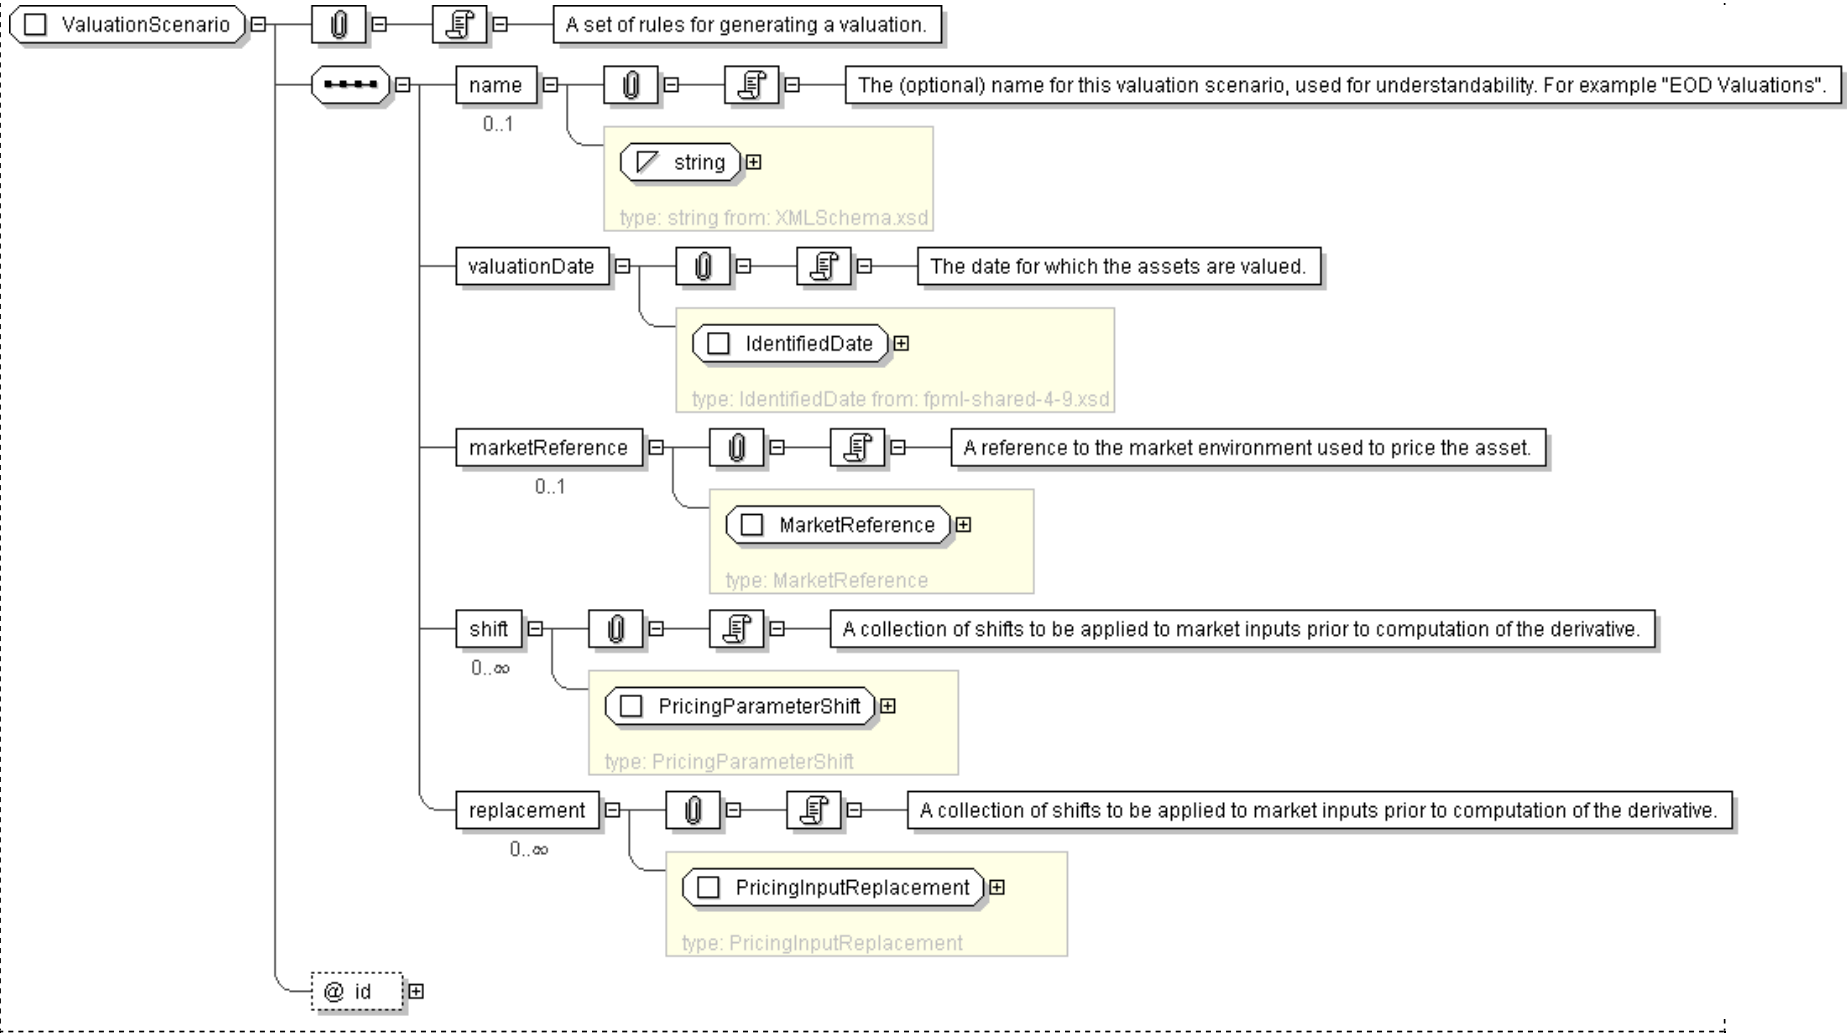 ValuationScenario A set of rules for generating a valuation.
name The (optional) name for this valuation scenario, used for understandability. For example "EOD Valuations".
0..1
string
type: string from: XMLSchema.xsd
valuationDate The date for which the assets are valued.
IdentifiedDate
type: IdentifiedDate from: fpml-shared-4-9.xsd
marketReference A reference to the market environment used to price the asset.
0..1
MarketReference
type: MarketReference
shift A collection of shifts to be applied to market inputs prior to computation of the derivative.
0..∞
PricingParameterShift
type: PricingParameterShift
replacement A collection of shifts to be applied to market inputs prior to computation of the derivative.
0..∞
PricingInputReplacement
type: PricingInputReplacement
@ id